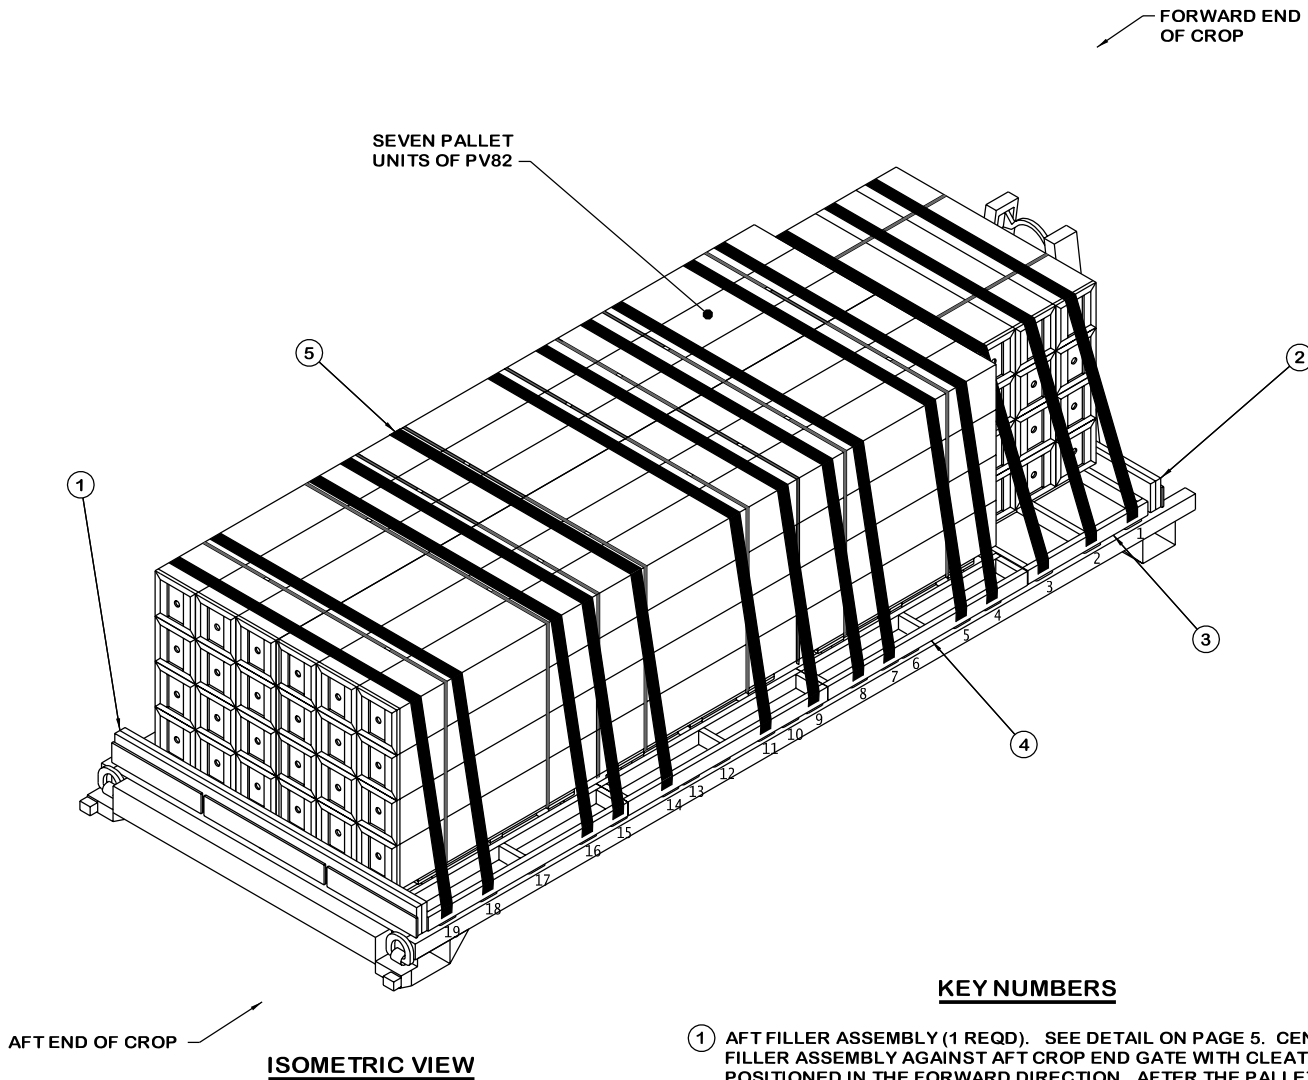 FORWARD END
OF CROP
SEVEN PALLET
UNITS OF PV82
5
2
1
1
2
3
3
4
5
6
7
8
4
9
10
11
12
13
14
15
16
17
18
19
KEY NUMBERS
AFT END OF CROP
ISOMETRIC VIEW
1 AFT FILLER ASSEMBLY (1 REQD). SEE DETAIL ON PAGE 5. CEN
FILLER ASSEMBLY AGAINST AFT CROP END GATE WITH CLEAT
POSITIONED IN THE FORWARD DIRECTION. AFTER THE PALLET